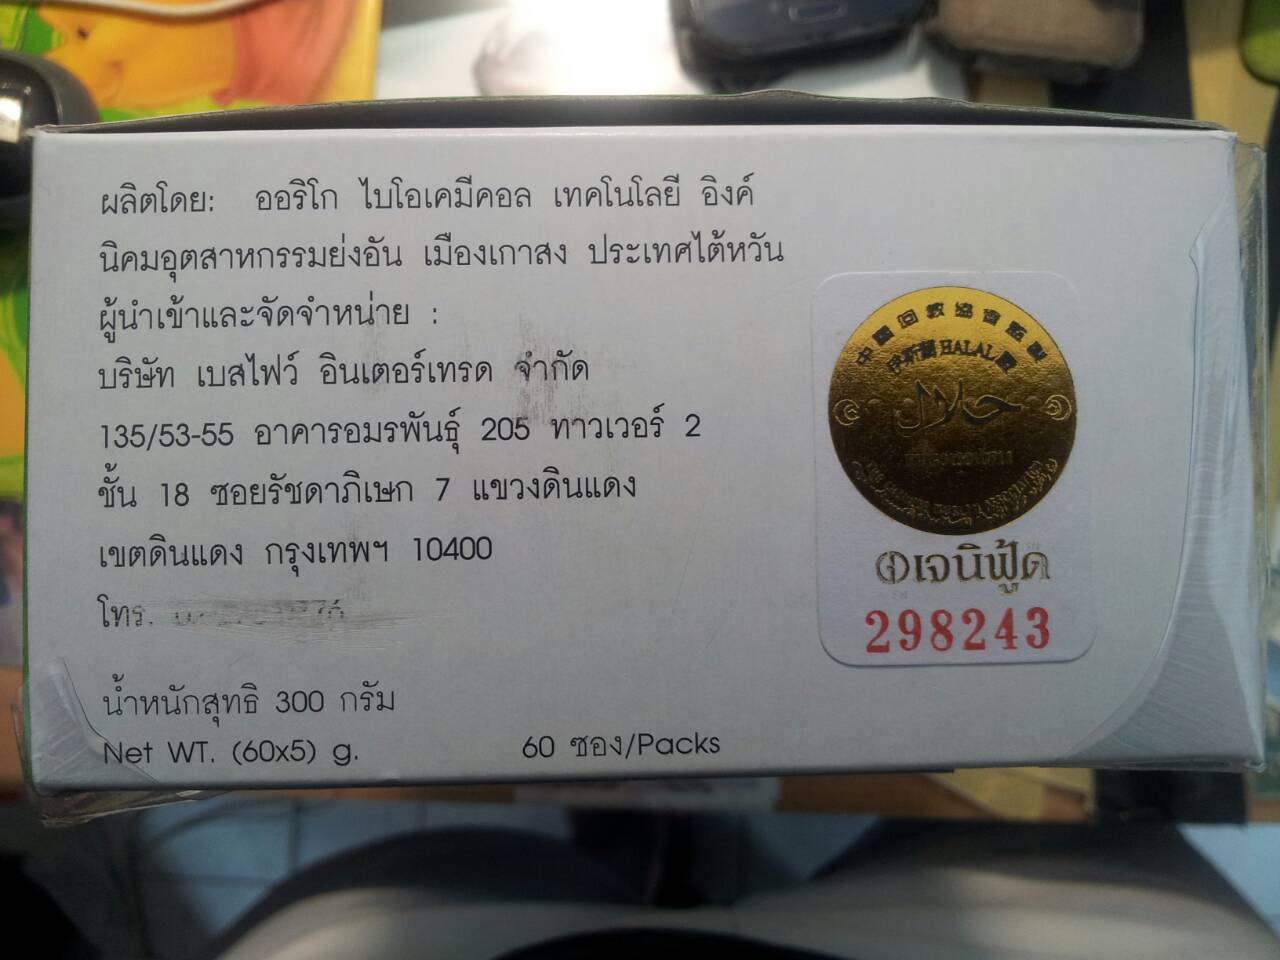 ผลิตโดย: ออริโก ไบโอเคมีคอล เทคโนโลยี อิงค์
นิคมอุตสาหกรรมย่งอัน เมืองเกาสง ประเทศไต้หวัน
ผู้นำเข้าและจัดจำหน่าย :
บริษัท เบสไฟว์ อินเตอร์เทรด จำกัด
135/53-55 อาคารอมรพันธุ์ 205 ทาวเวอร์ 2
ชั้น 18 ซอยรัชดาภิเษก 7 แขวงดินแดง
เขตดินแดง กรุงเทพฯ 10400
โทร.
น้ำหนักสุทธิ 300 กรัม
Net WT. (60x5) g. 60 ซอง/Packs
中國回教協會監製
HALAL
حلال
เจนิฟู้ด
298243